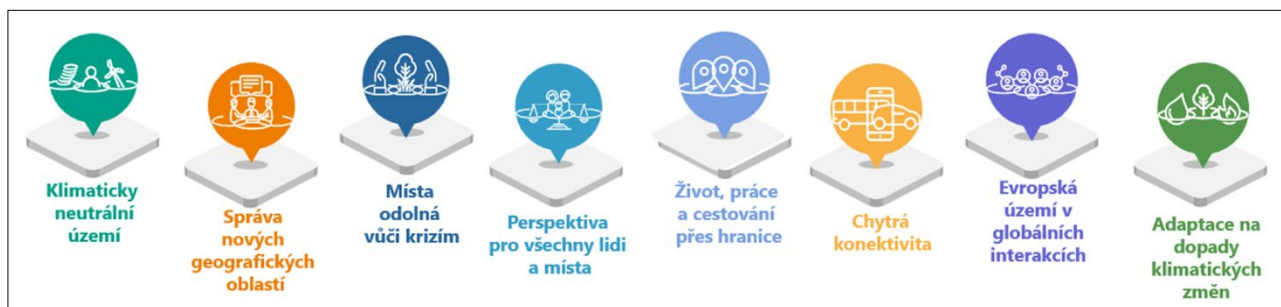 Klimaticky
neutrální
území
Správa
nových
geografických
oblastí
Místa
odolná
vůči krizím
Perspektiva
pro všechny lidi
a místa
Život, práce
a cestování
přes hranice
Chytrá
konektivita
Evropská
území v
globálních
interakcích
Adaptace na
dopady
klimatických
změn